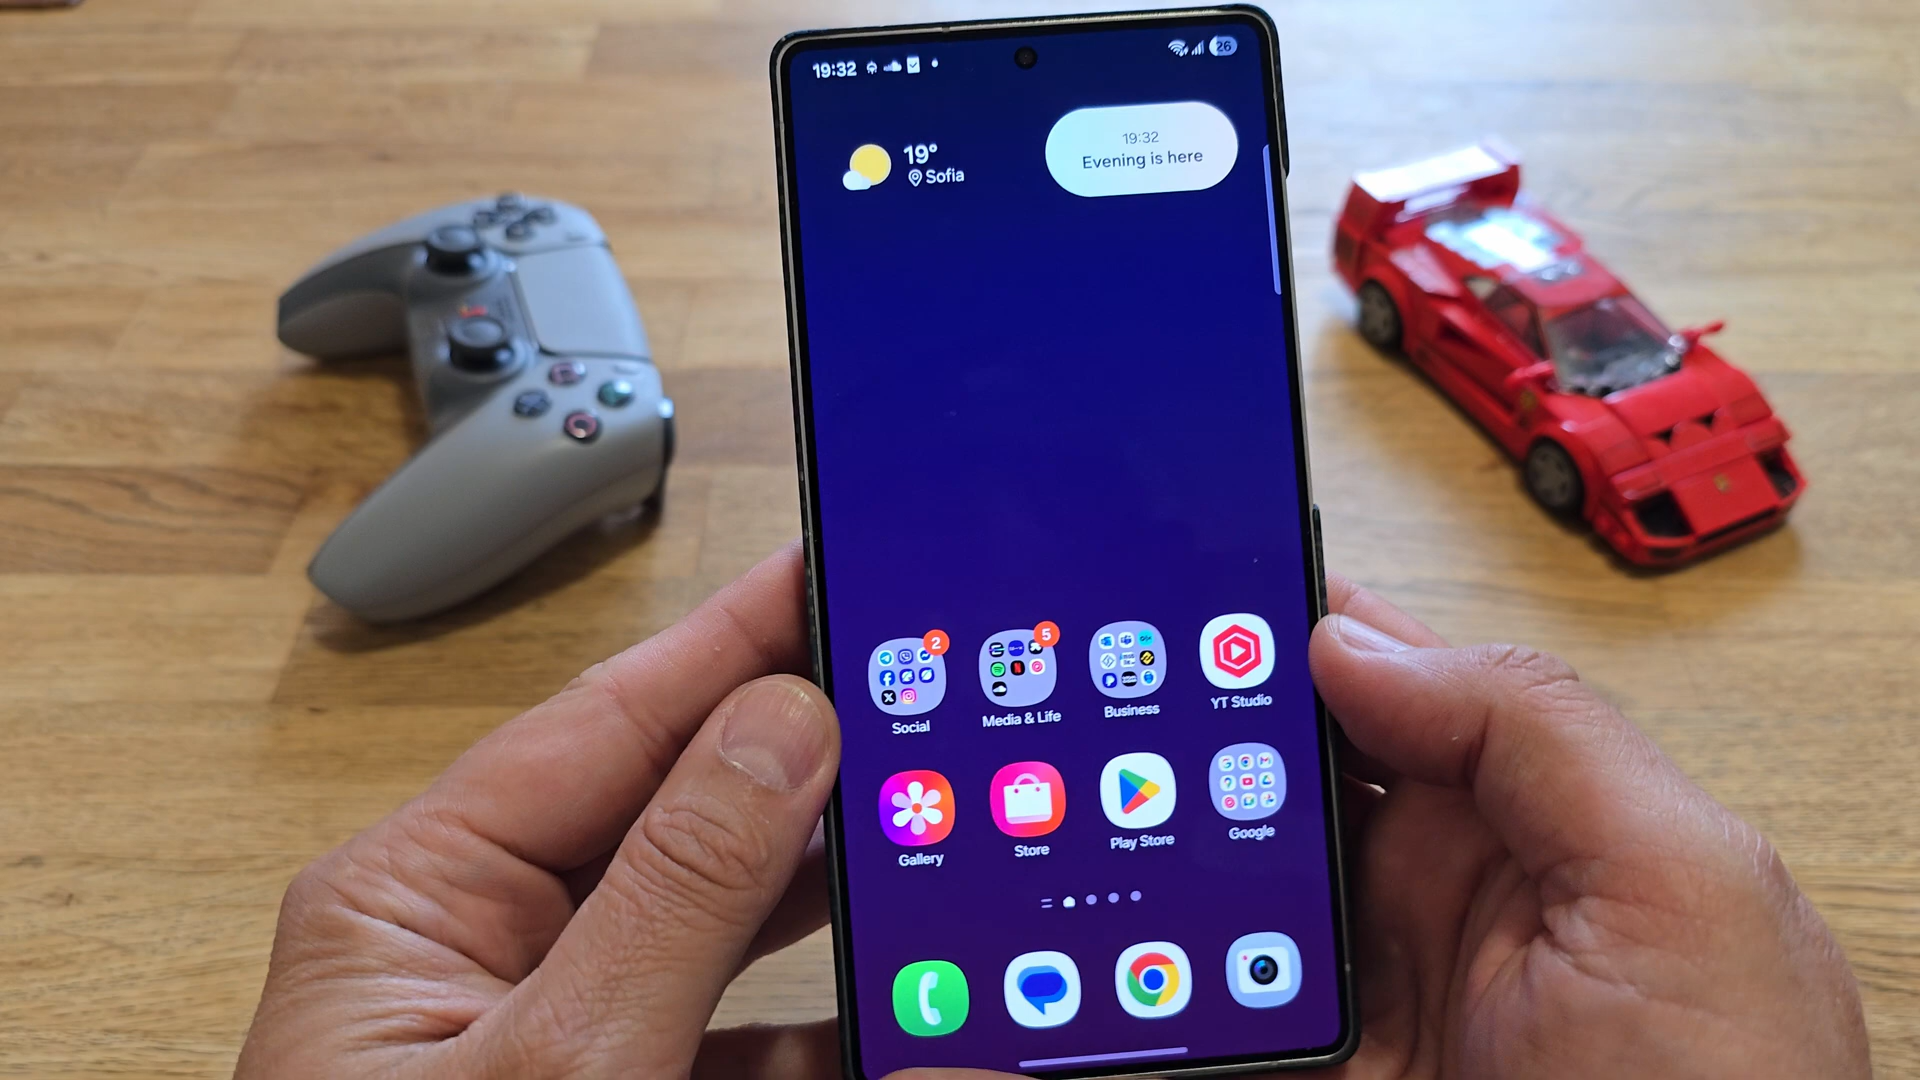 19:32
26
19°
Sofia
19:32
Evening is here
2
5
Social
Media & Life
Business
YT Studio
Gallery
Store
Play Store
Google